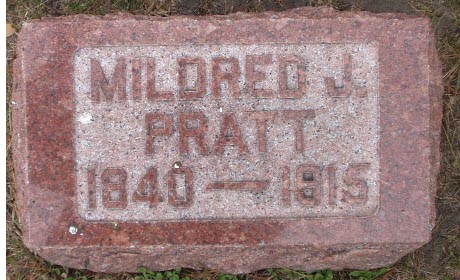 MILDRED J.
PRATT
1840 — 1915